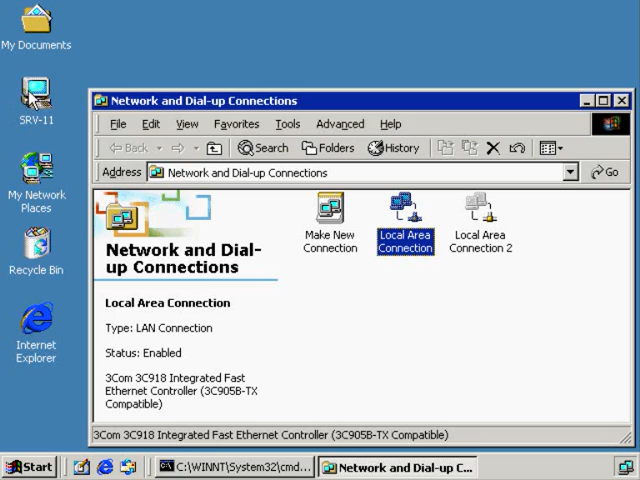 My Documents
SRV-11
My Network
Places
Recycle Bin
Internet
Explorer
Network and Dial-up Connections
File Edit View Favorites Tools Advanced Help
Back Search Folders History
Address Network and Dial-up Connections Go
Network and Dial-
up Connections
Local Area Connection
Type: LAN Connection
Status: Enabled
3Com 3C918 Integrated Fast
Ethernet Controller (3C905B-TX
Compatible)
Make New
Connection
Local Area
Connection
Local Area
Connection 2
3Com 3C918 Integrated Fast Ethernet Controller (3C905B-TX Compatible)
Start C:\WINNT\System32\cmd... Network and Dial-up C...